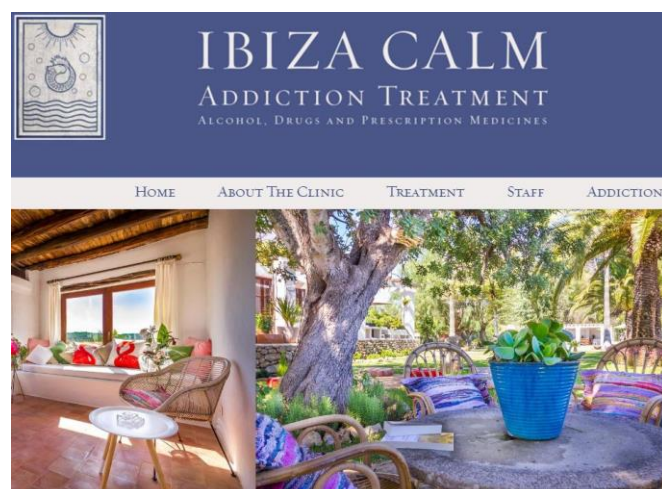 IBIZA CALM
ADDICTION TREATMENT
ALCOHOL, DRUGS AND PRESCRIPTION MEDICINES
HOME ABOUT THE CLINIC TREATMENT STAFF ADDICTION